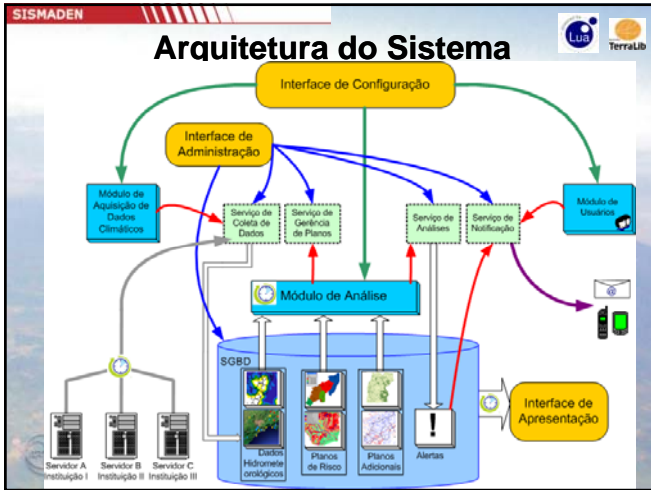 SISMADEN
Arquitetura do Sistema
Lua
TerraLib
Interface de Configuração
Interface de
Administração
Módulo de
Aquisição de
Dados
Climáticos
Serviço de
Coleta de
Dados
Serviço de
Gerência
de Planos
Serviço de
Análises
Serviço de
Notificação
Módulo de
Usuários
Módulo de Análise
@
SGBD
Dados
Hidromete
orológicos
Planos
de Risco
Planos
Adicionais
!
Alertas
Interface de
Apresentação
Servidor A
Instituição I
Servidor B
Instituição II
Servidor C
Instituição III